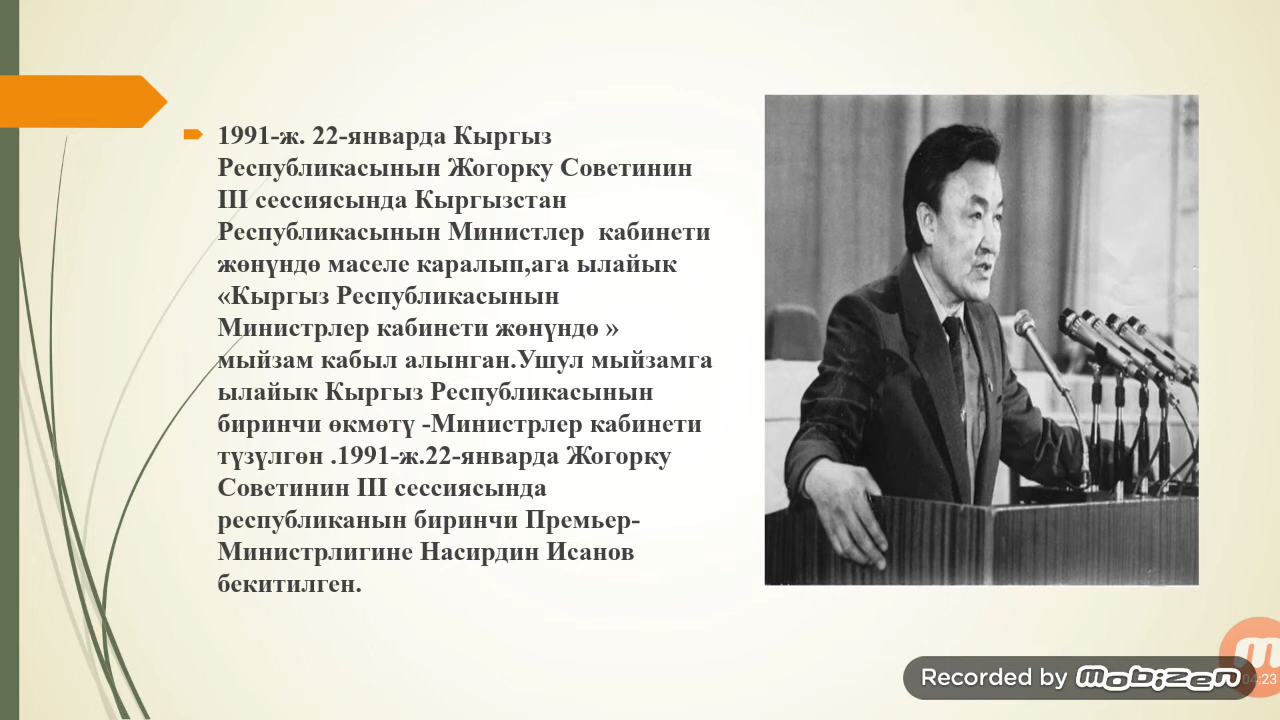 1991-ж. 22-январда Кыргыз
Республикасынын Жогорку Советинин
III сессиясында Кыргызстан
Республикасынын Министлер кабинети
жөнүндө маселе каралып,ага ылайык
«Кыргыз Республикасынын
Министрлер кабинети жөнүндө »
мыйзам кабыл алынган.Ушул мыйзамга
ылайык Кыргыз Республикасынын
биринчи өкмөтү -Министрлер кабинети
түзүлгөн .1991-ж.22-январда Жогорку
Советинин III сессиясында
республиканын биринчи Премьер-
Министрлигине Насирдин Исанов
бекитилген.
Recorded by mobizen
04:23